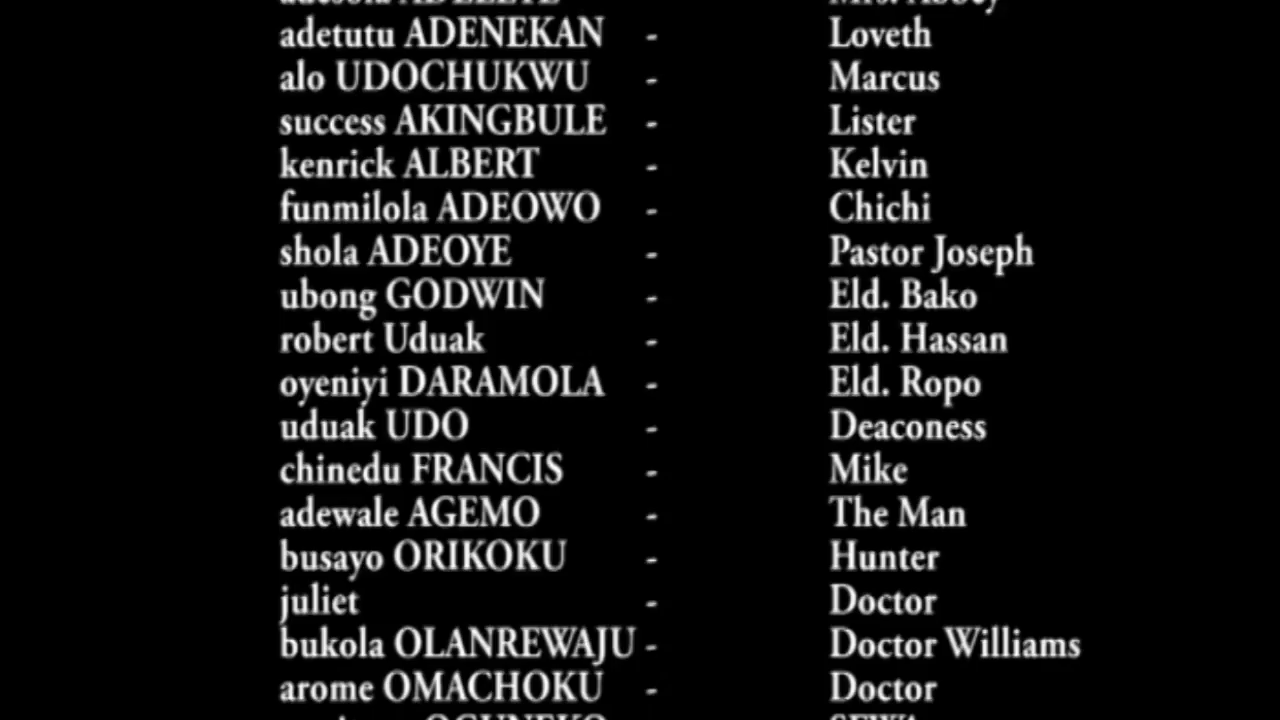 adetutu ADENEKAN - Loveth
alo UDOCHUKWU - Marcus
success AKINGBULE - Lister
kenrick ALBERT - Kelvin
funmilola ADEOWO - Chichi
shola ADEOYE - Pastor Joseph
ubong GODWIN - Eld. Bako
robert Uduak - Eld. Hassan
oyeniyi DARAMOLA - Eld. Ropo
uduak UDO - Deaconess
chinedu FRANCIS - Mike
adewale AGEMO - The Man
busayo ORIKOKU - Hunter
juliet - Doctor
bukola OLANREWAJU - Doctor Williams
arome OMACHOKU - Doctor